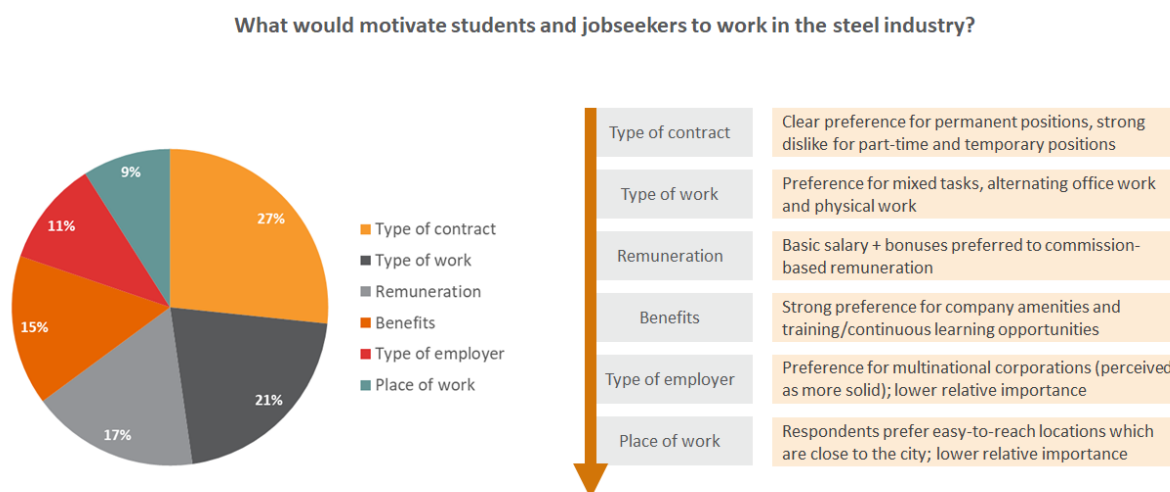 What would motivate students and jobseekers to work in the steel industry?
9%
27%
11%
15%
21%
17%
Type of contract
Type of work
Remuneration
Benefits
Type of employer
Place of work
Type of contract
Clear preference for permanent positions, strong
dislike for part-time and temporary positions
Type of work
Preference for mixed tasks, alternating office work
and physical work
Remuneration
Basic salary + bonuses preferred to commission-
based remuneration
Benefits
Strong preference for company amenities and
training/continuous learning opportunities
Type of employer
Preference for multinational corporations (perceived
as more solid); lower relative importance
Place of work
Respondents prefer easy-to-reach locations which
are close to the city; lower relative importance